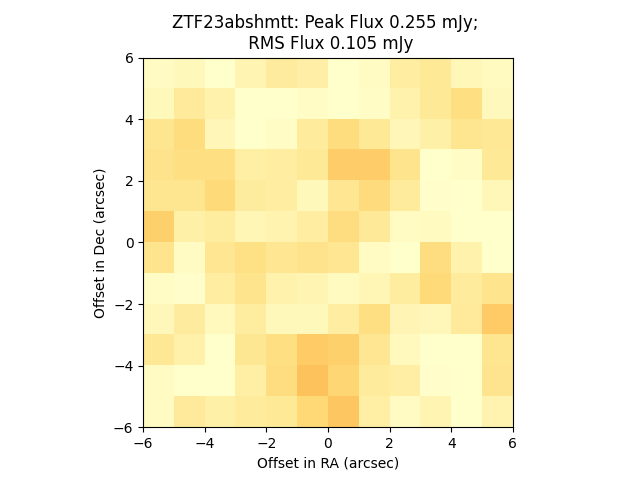 ZTF23abshmtt: Peak Flux 0.255 mJy;
RMS Flux 0.105 mJy
6
4
2
0
−2
−4
−6
Offset in Dec (arcsec)
−6 −4 −2 0 2 4 6
Offset in RA (arcsec)